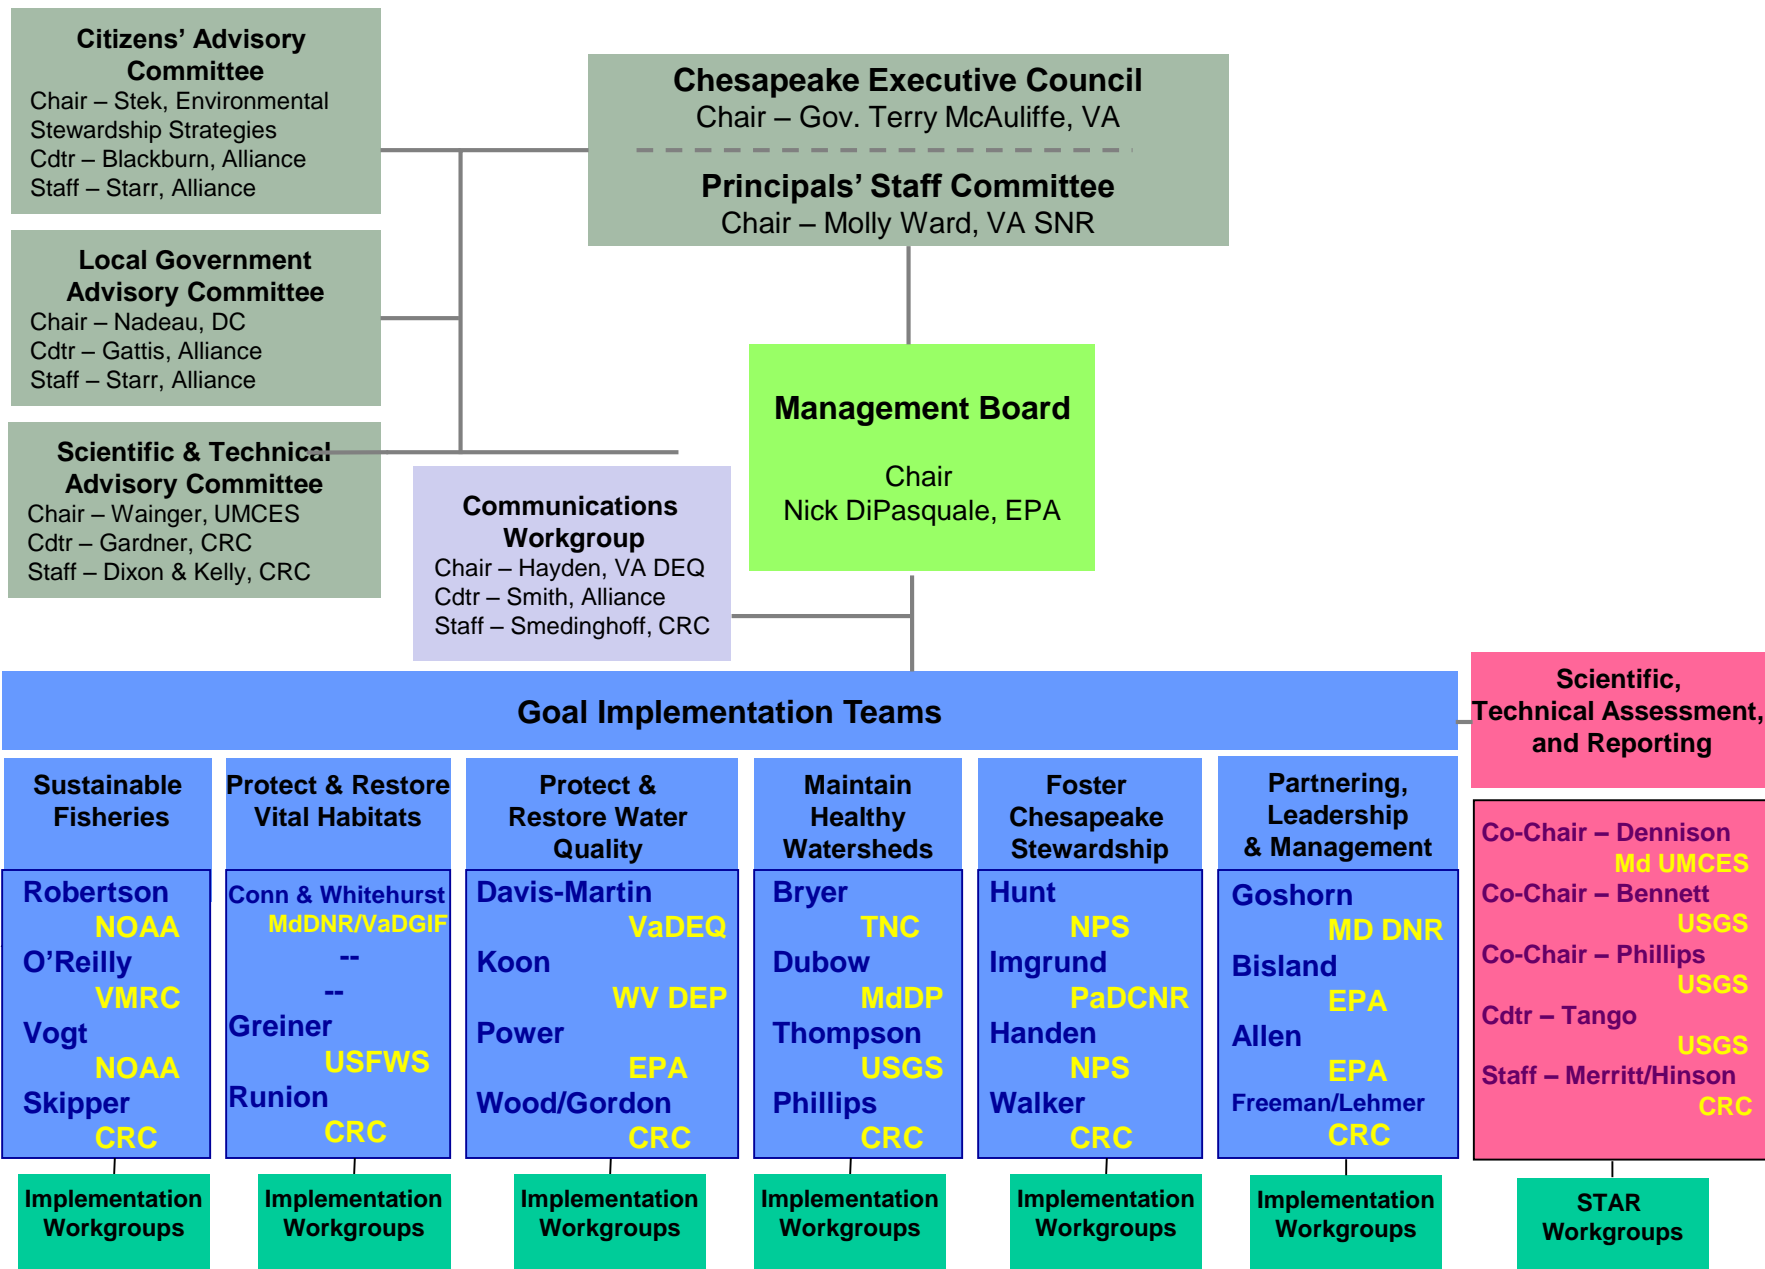 Citizens’ Advisory
Committee
Chair – Stek, Environmental
Stewardship Strategies
Cdtr – Blackburn, Alliance
Staff – Starr, Alliance
Chesapeake Executive Council
Chair – Gov. Terry McAuliffe, VA
Principals’ Staff Committee
Chair – Molly Ward, VA SNR
Local Government
Advisory Committee
Chair – Nadeau, DC
Cdtr – Gattis, Alliance
Staff – Starr, Alliance
Scientific & Technical
Advisory Committee
Chair – Wainger, UMCES
Cdtr – Gardner, CRC
Staff – Dixon & Kelly, CRC
Management Board
Chair
Nick DiPasquale, EPA
Communications
Workgroup
Chair – Hayden, VA DEQ
Cdtr – Smith, Alliance
Staff – Smedinghoff, CRC
Goal Implementation Teams
Scientific,
Technical Assessment,
and Reporting
Sustainable
Fisheries
Robertson
NOAA
O’Reilly
VMRC
Vogt
NOAA
Skipper
CRC
Implementation
Workgroups
Protect & Restore
Vital Habitats
Conn & Whitehurst
MdDNR/VaDGIF
--
--
Greiner
USFWS
Runion
CRC
Implementation
Workgroups
Protect &
Restore Water
Quality
Davis-Martin
VaDEQ
Koon
WV DEP
Power
EPA
Wood/Gordon
CRC
Implementation
Workgroups
Maintain
Healthy
Watersheds
Bryer
TNC
Dubow
MdDP
Thompson
USGS
Phillips
CRC
Implementation
Workgroups
Foster
Chesapeake
Stewardship
Hunt
NPS
Imgrund
PaDCNR
Handen
NPS
Walker
CRC
Implementation
Workgroups
Partnering,
Leadership
& Management
Goshorn
MD DNR
Bisland
EPA
Allen
EPA
Freeman/Lehmer
CRC
Implementation
Workgroups
Co-Chair – Dennison
Md UMCES
Co-Chair – Bennett
USGS
Co-Chair – Phillips
USGS
Cdtr – Tango
USGS
Staff – Merritt/Hinson
CRC
STAR
Workgroups